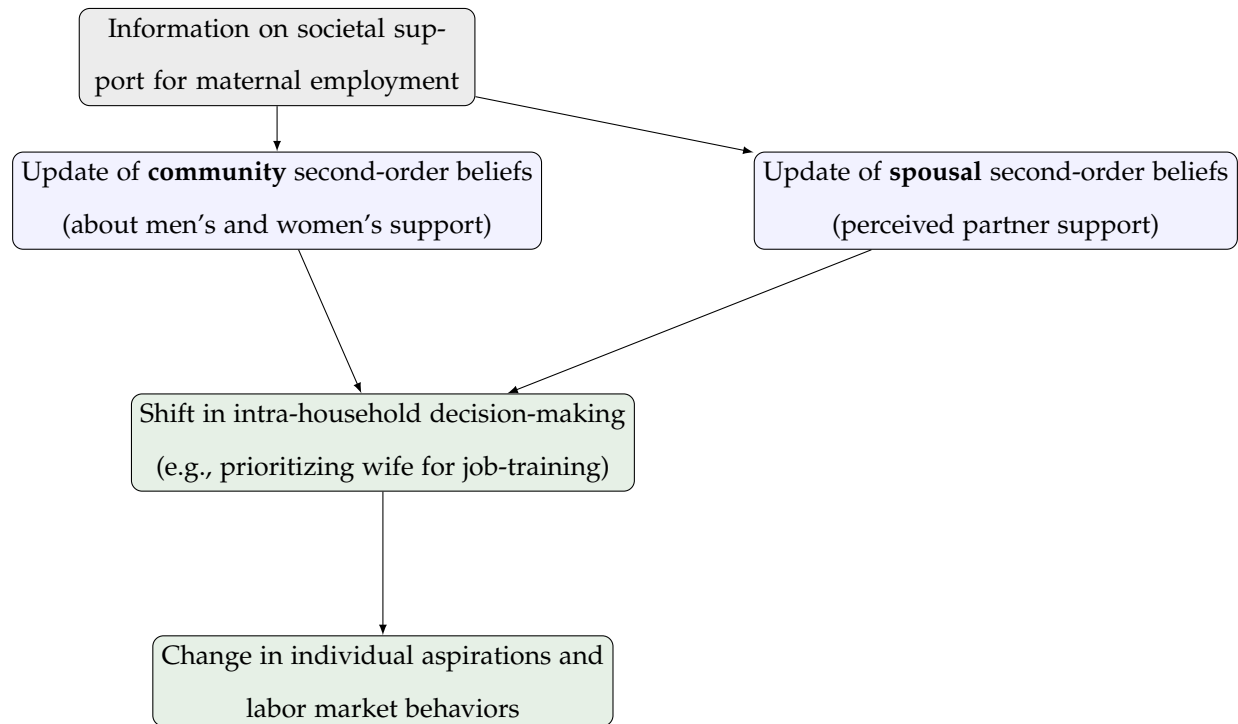 Information on societal sup-
port for maternal employment
Update of community second-order beliefs
(about men's and women's support)
Update of spousal second-order beliefs
(perceived partner support)
Shift in intra-household decision-making
(e.g., prioritizing wife for job-training)
Change in individual aspirations and
labor market behaviors